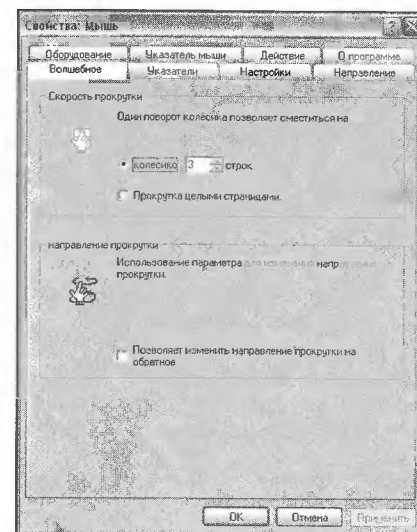 Свойства: Мышь
Оборудование Указатель мыши Действие О программе
Волшебное Указатели Настройки Направление
Скорость прокрутки
Один поворот колесика позволяет сместиться на
колесико 3 строк
Прокрутка целыми страницами.
направление прокрутки
Использование параметра для изменения направления
прокрутки.
Позволяет изменить направление прокрутки на
обратное
OK Отмена Применить